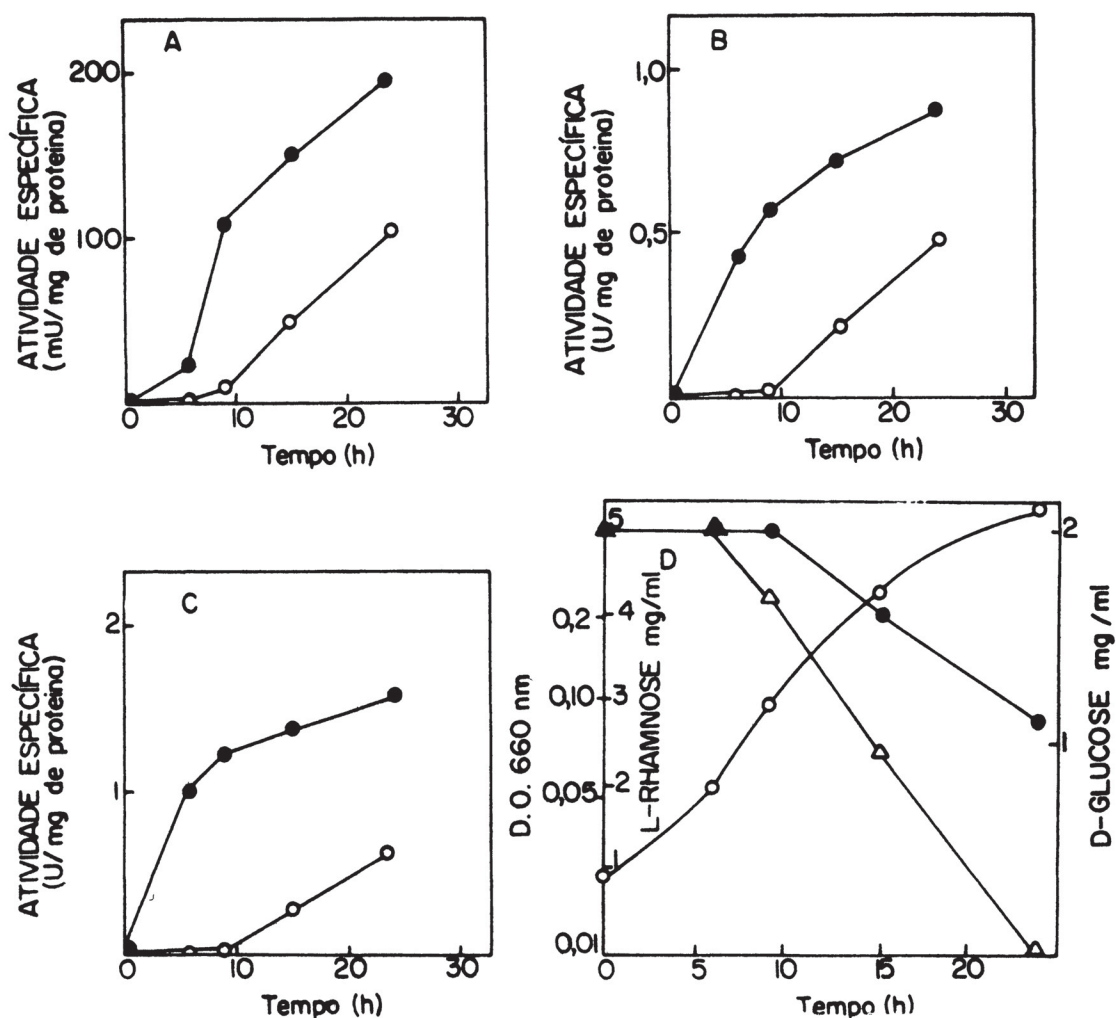 A
200
100
ATIVIDADE ESPECÍFICA
(mU/mg de proteina)
0
10
20
30
Tempo (h)
B
1,0
0,5
ATIVIDADE ESPECÍFICA
(U/mg de proteina)
0
10
20
30
Tempo (h)
C
2
1
ATIVIDADE ESPECÍFICA
(U/mg de proteina)
0
10
20
30
Tempo (h)
D
D.O. 660 nm
0,2
0,10
0,05
0,01
L-RHAMNOSE mg/ml
5
4
3
2
1
D-GLUCOSE mg/ml
2
1
0
5
10
15
20
Tempo (h)